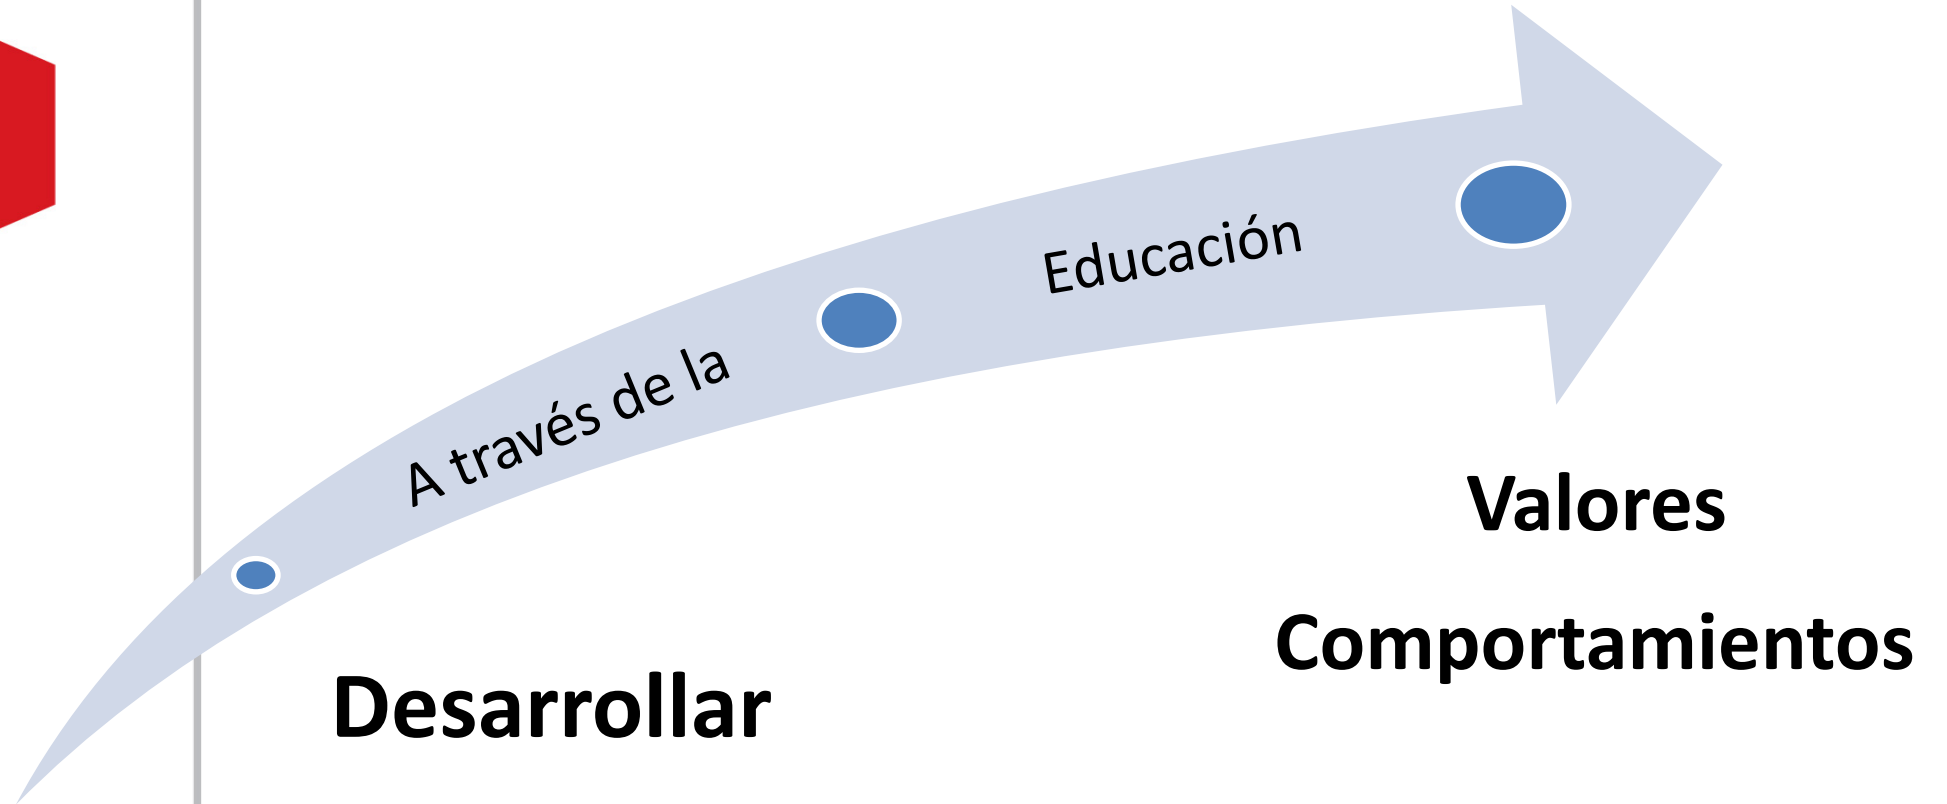 Desarrollar
A través de la
Educación
Valores
Comportamientos